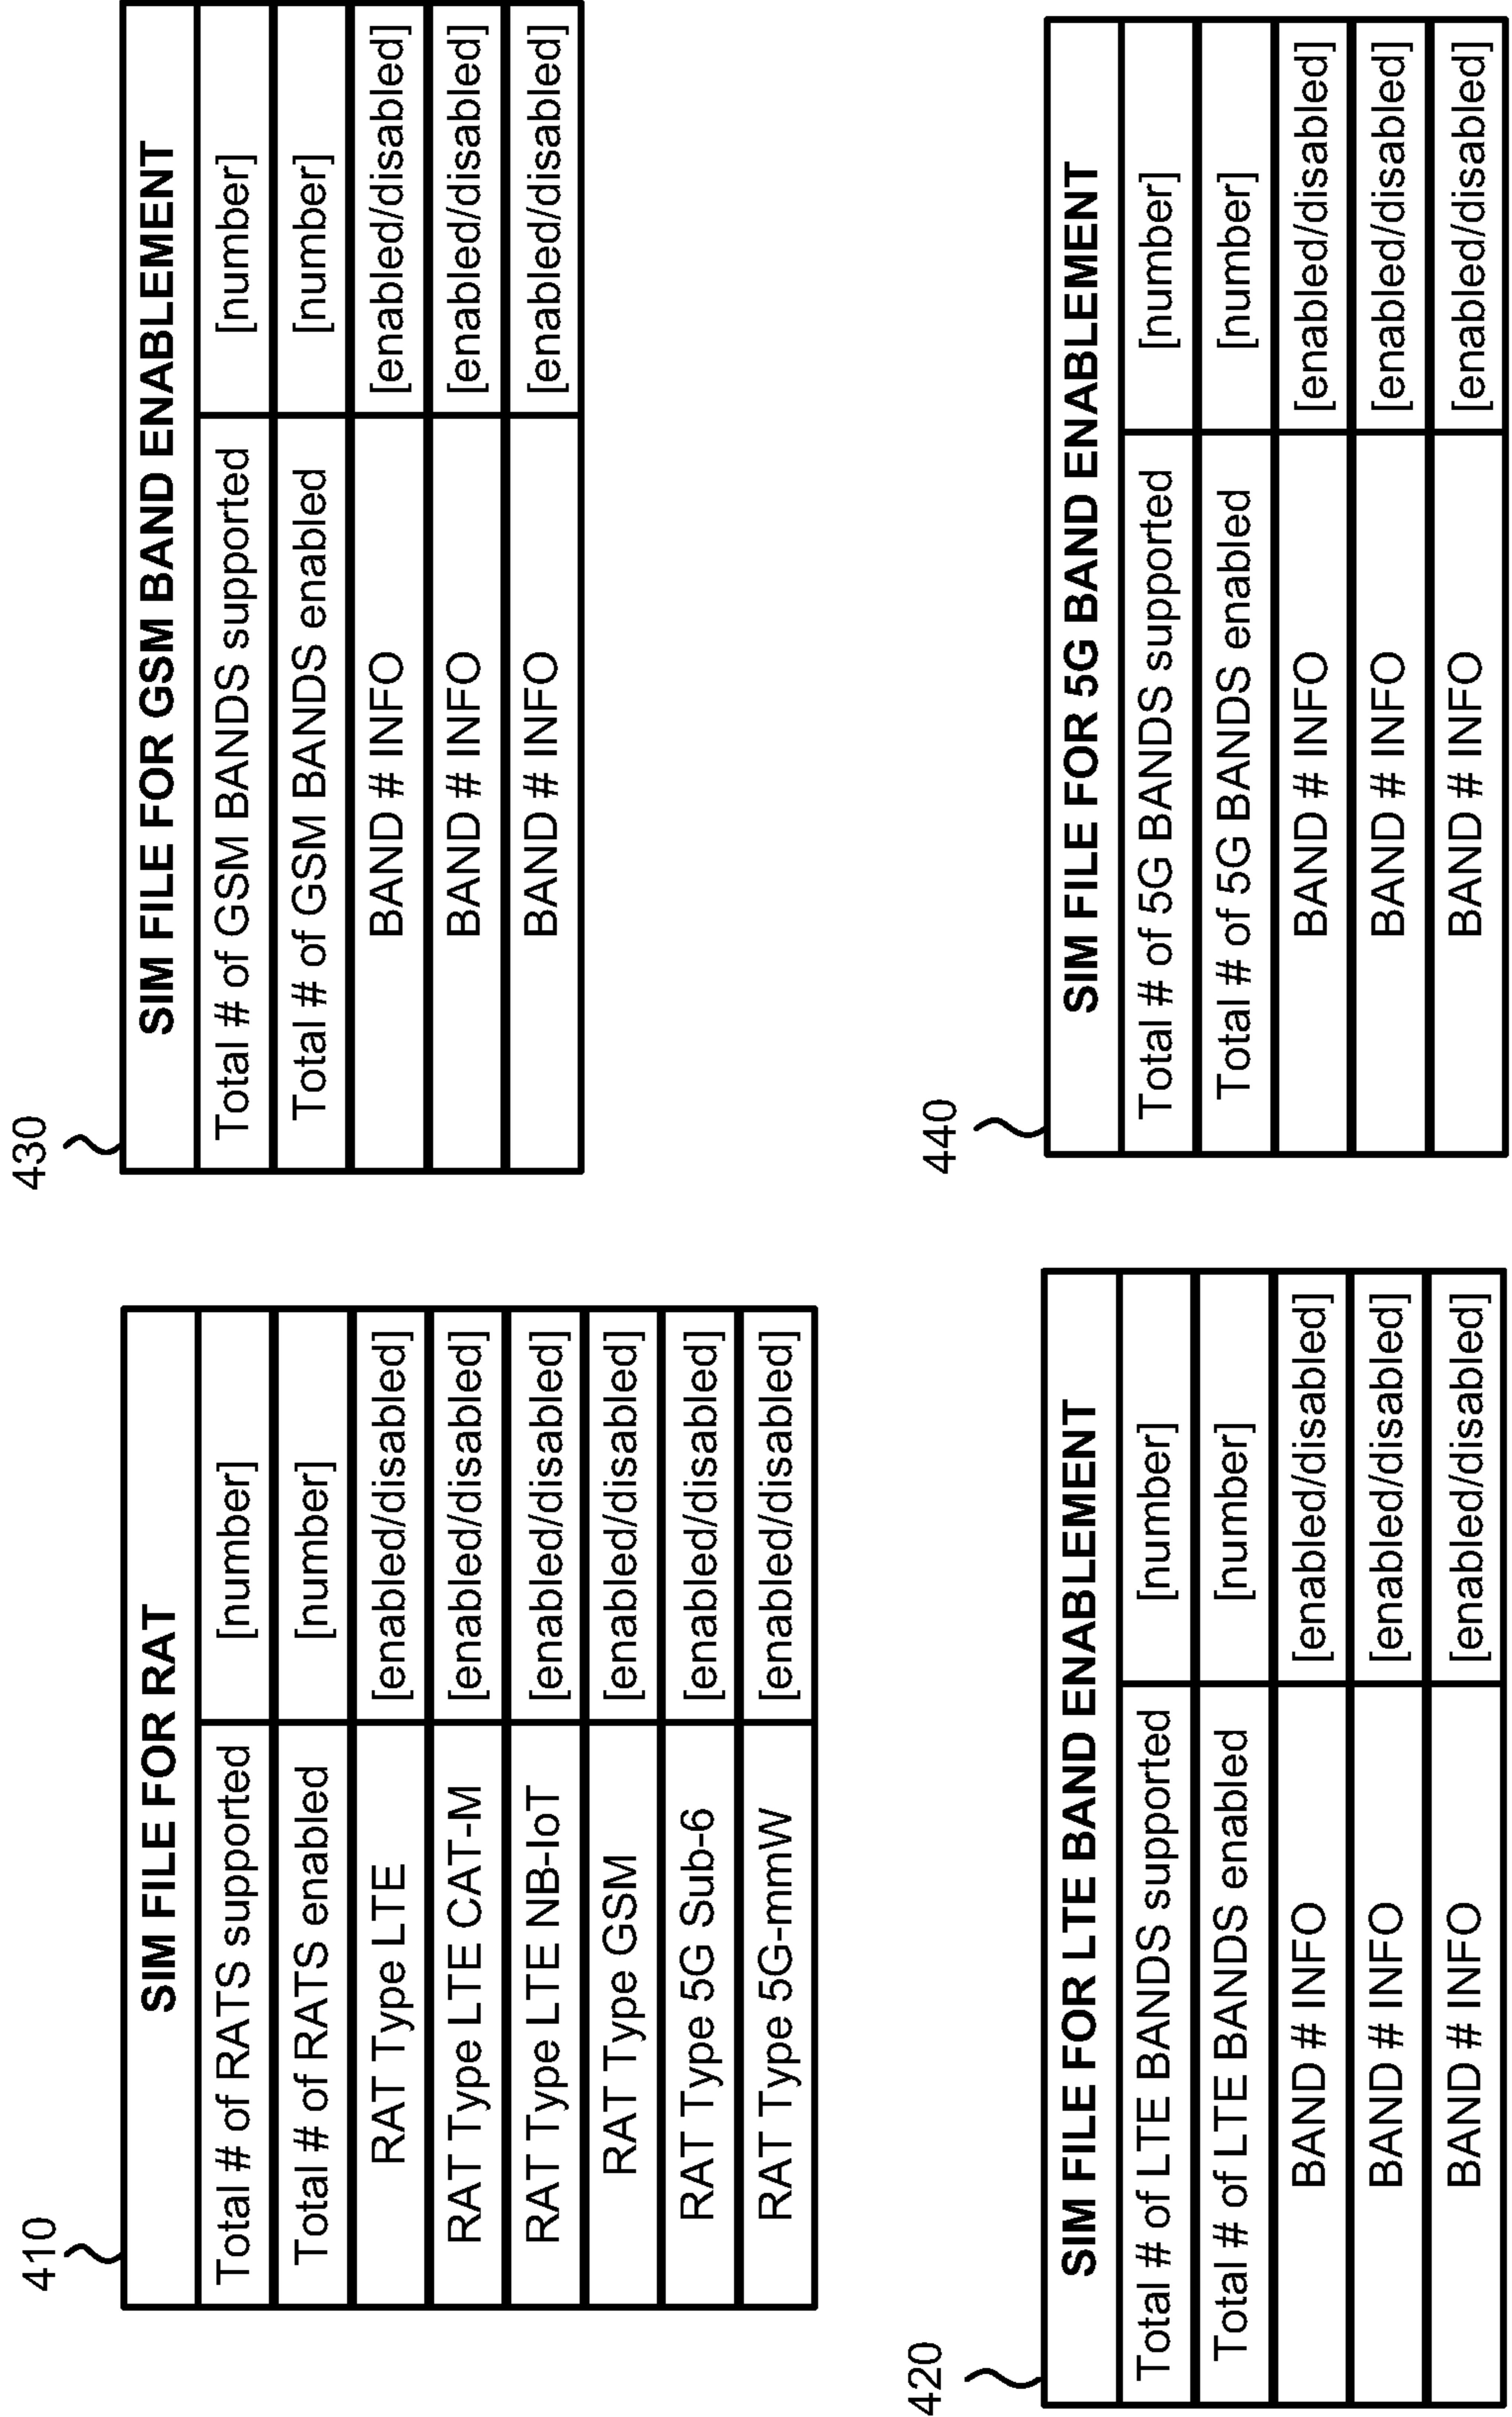 410
SIM FILE FOR RAT
Total # of RATS supported [number]
Total # of RATS enabled [number]
RAT Type LTE [enabled/disabled]
RAT Type LTE CAT-M [enabled/disabled]
RAT Type LTE NB-IoT [enabled/disabled]
RAT Type GSM [enabled/disabled]
RAT Type 5G Sub-6 [enabled/disabled]
RAT Type 5G-mmW [enabled/disabled]
430
SIM FILE FOR GSM BAND ENABLEMENT
Total # of GSM BANDS supported [number]
Total # of GSM BANDS enabled [number]
BAND # INFO [enabled/disabled]
BAND # INFO [enabled/disabled]
BAND # INFO [enabled/disabled]
420
SIM FILE FOR LTE BAND ENABLEMENT
Total # of LTE BANDS supported [number]
Total # of LTE BANDS enabled [number]
BAND # INFO [enabled/disabled]
BAND # INFO [enabled/disabled]
BAND # INFO [enabled/disabled]
440
SIM FILE FOR 5G BAND ENABLEMENT
Total # of 5G BANDS supported [number]
Total # of 5G BANDS enabled [number]
BAND # INFO [enabled/disabled]
BAND # INFO [enabled/disabled]
BAND # INFO [enabled/disabled]